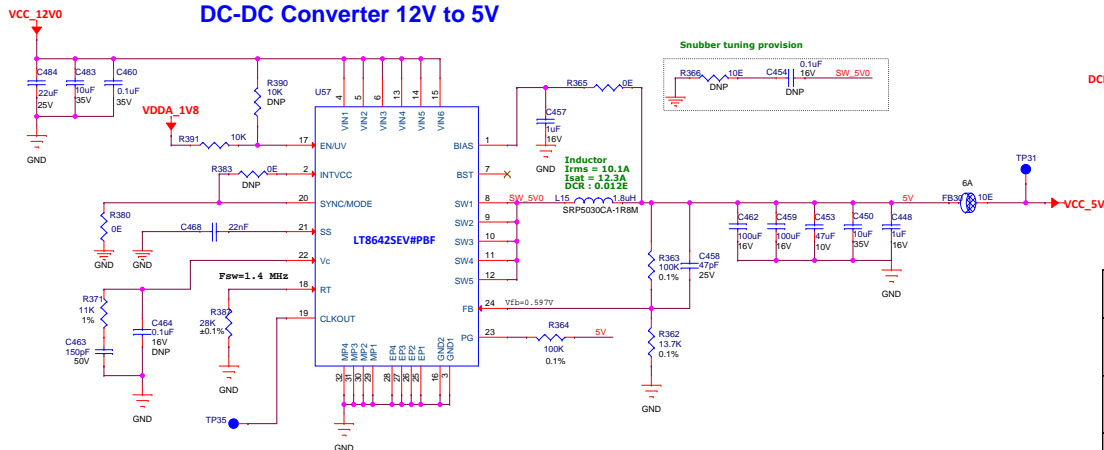 DC-DC Converter 12V to 5V
VCC_12V0
C484
22uF
25V
C483
10uF
35V
C460
0.1uF
35V
GND
R390
10K
DNP
VDDA_1V8
R391
10K
R383
0E
DNP
R380
0E
GND
C468
22nF
GND
R371
11K
1%
C463
150pF
50V
C464
0.1uF
16V
DNP
GND
Fsw=1.4 MHz
R387
28K
±0.1%
GND
TP35
U57
4
5
6
13
14
15
VIN1
VIN2
VIN3
VIN4
VIN5
VIN6
17
EN/UV
2
INTVCC
20
SYNC/MODE
21
SS
22
Vc
18
RT
19
CLKOUT
LT8642SEV#PBF
BIAS
1
BST
7
SW1
8
SW2
9
SW3
10
SW4
11
SW5
12
FB
24
PG
23
MP4
MP3
MP2
MP1
EP4
EP3
EP2
EP1
GND2
GND1
32
31
30
29
28
27
26
25
16
3
GND
R365
0E
C457
1uF
16V
GND
Inductor
Irms = 10.1A
Isat = 12.3A
DCR : 0.012E
SW_5V0
L15
1.8uH
SRP5030CA-1R8M
Vfb=0.597V
R364
100K
0.1%
5V
R363
100K
0.1%
C458
47pF
25V
R362
13.7K
0.1%
GND
Snubber tuning provision
R366
10E
DNP
C454
0.1uF
16V
DNP
SW_5V0
GND
C462
100uF
16V
C459
100uF
16V
C453
47uF
10V
C450
10uF
35V
C448
1uF
16V
GND
5V
6A
FB30
10E
TP31
VCC_5V